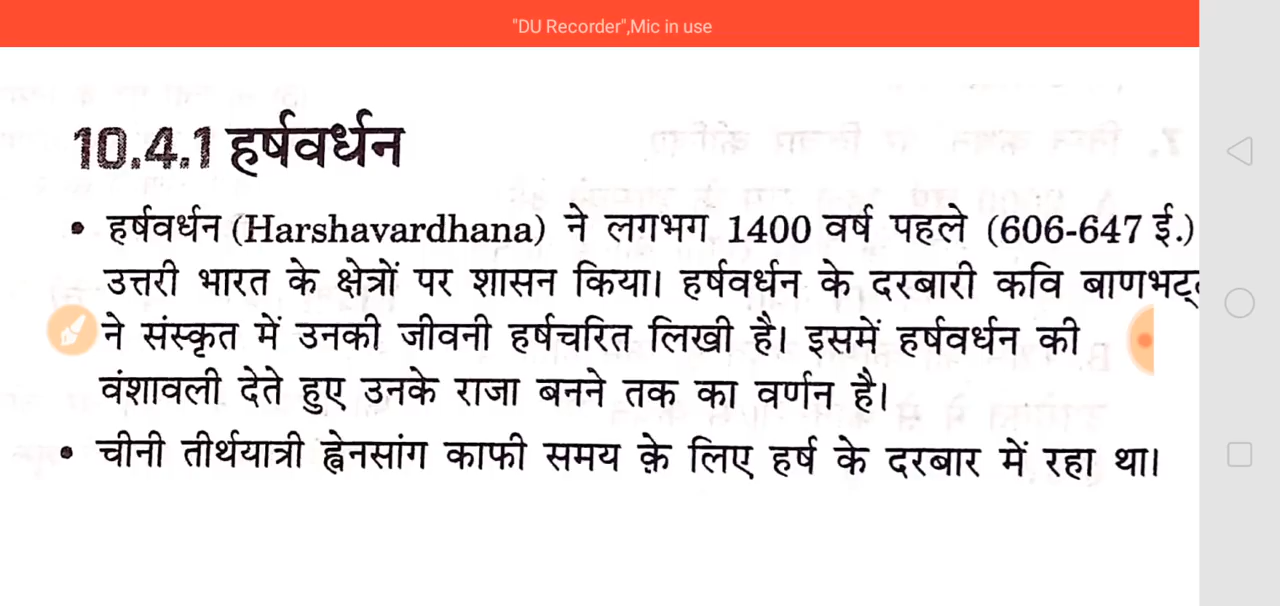 "DU Recorder",Mic in use
10.4.1 हर्षवर्धन
• हर्षवर्धन (Harshavardhana) ने लगभग 1400 वर्ष पहले (606-647 ई.)
उत्तरी भारत के क्षेत्रों पर शासन किया। हर्षवर्धन के दरबारी कवि
ने संस्कृत में उनकी जीवनी हर्षचरित लिखी है। इसमें हर्षवर्धन की
वंशावली देते हुए उनके राजा बनने तक का वर्णन है।
• चीनी तीर्थयात्री ह्वेनसांग काफी समय के लिए हर्ष के दरबार में रहा था।